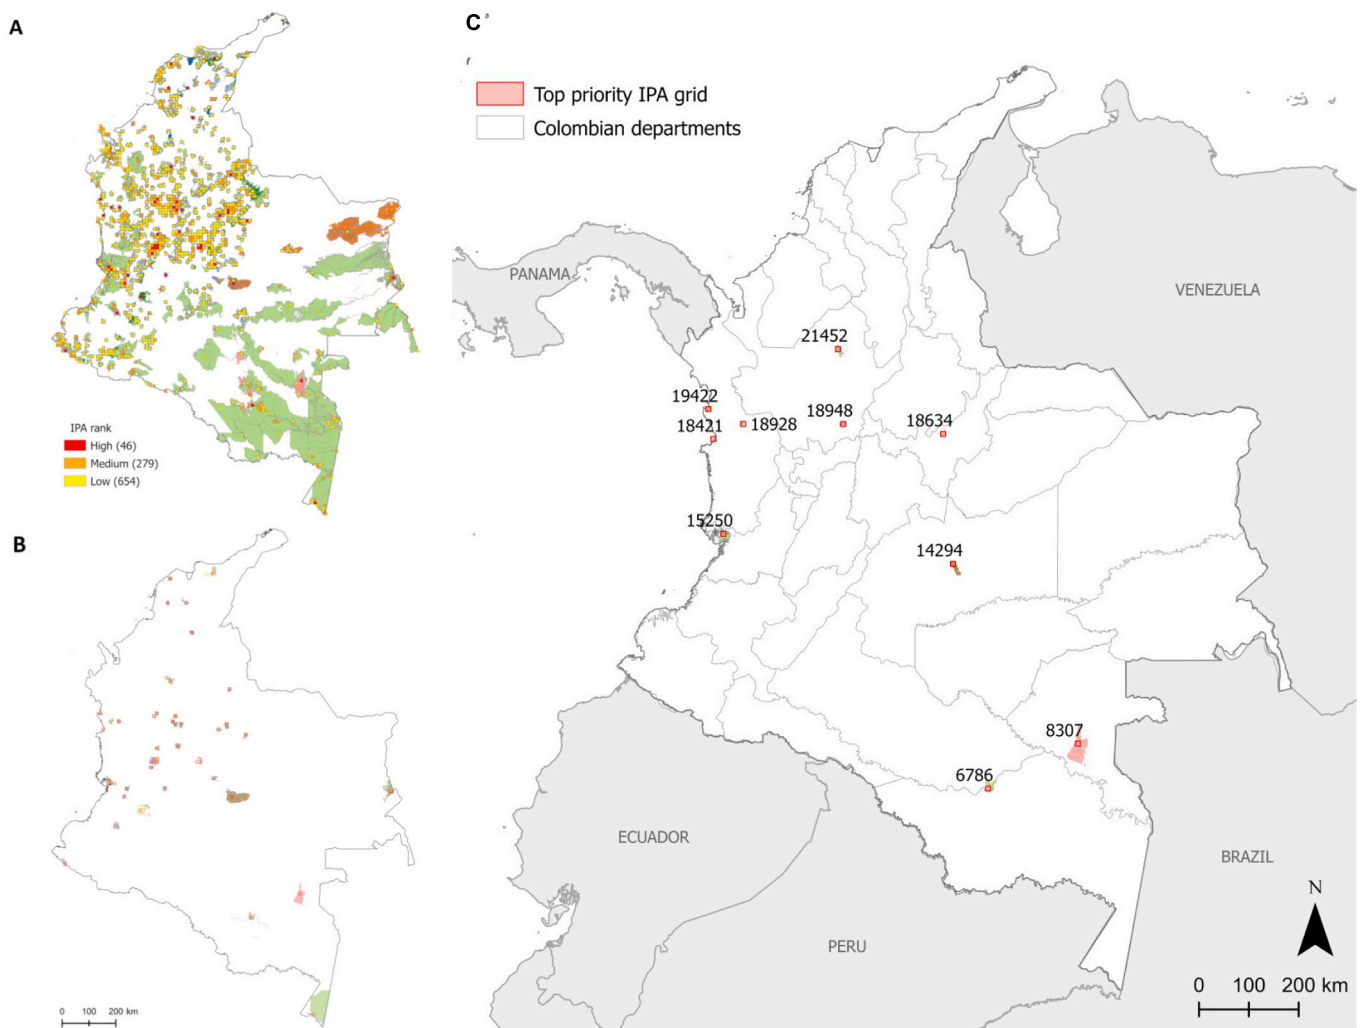 A
IPA rank
High (46)
Medium (279)
Low (654)
B
0 100 200 km
C
Top priority IPA grid
Colombian departments
PANAMA
VENEZUELA
21452
19422
18421
18928
18948
18634
15250
14294
8307
6786
ECUADOR
BRAZIL
PERU
N
0 100 200 km